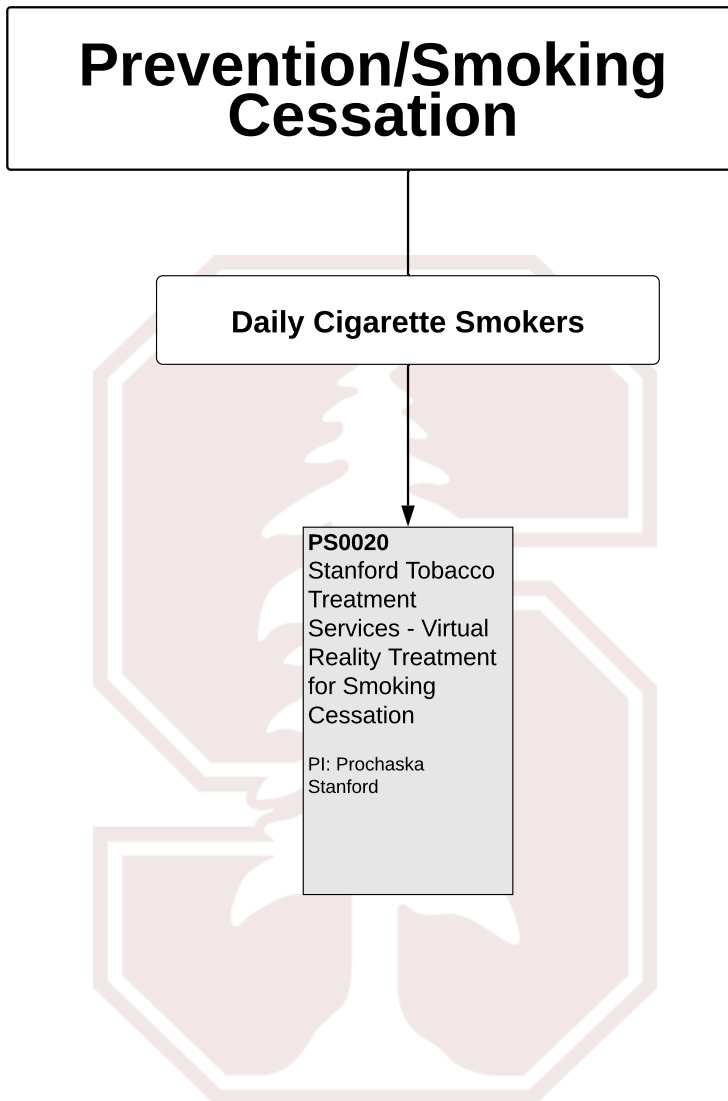 Prevention/Smoking
Cessation
Daily Cigarette Smokers
PS0020
Stanford Tobacco
Treatment
Services - Virtual
Reality Treatment
for Smoking
Cessation
PI: Prochaska
Stanford